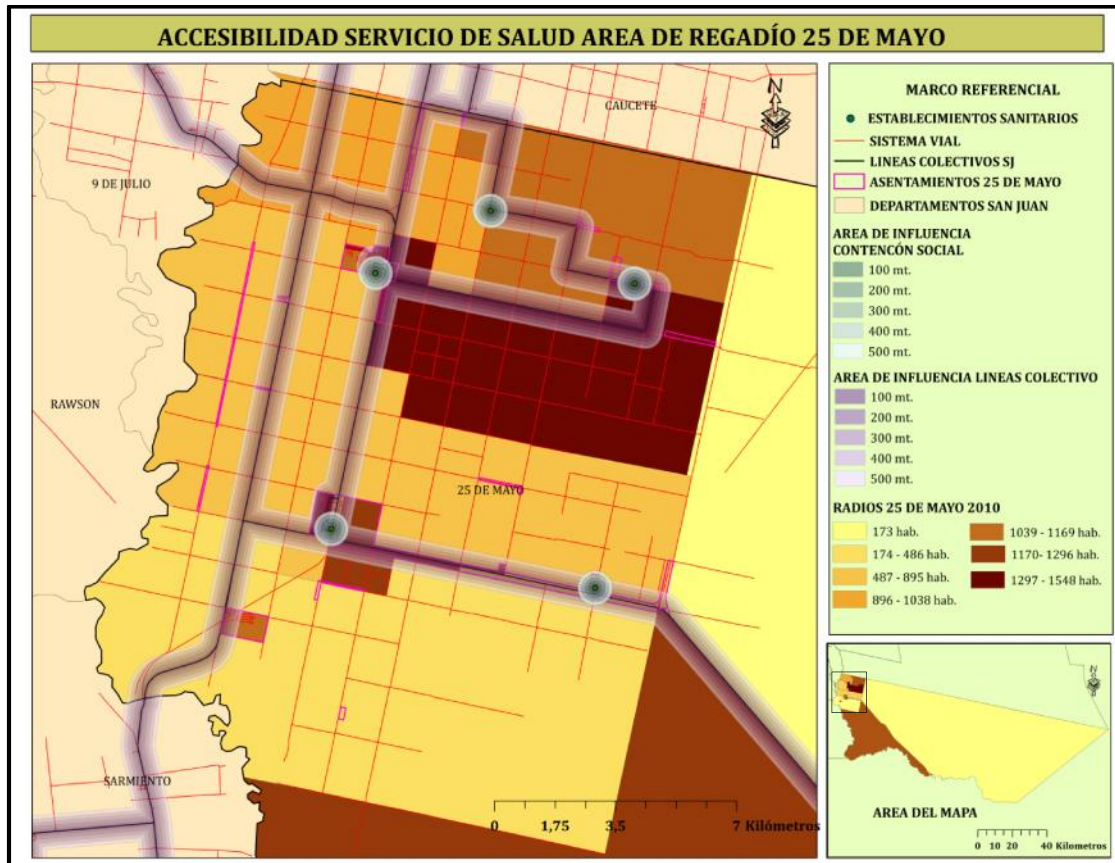 ACCESIBILIDAD SERVICIO DE SALUD AREA DE REGADÍO 25 DE MAYO
CAUCETE
N
9 DE JULIO
RAWSON
25 DE MAYO
SARMIENTO
0 1,75 3,5 7 Kilómetros
MARCO REFERENCIAL
ESTABLECIMIENTOS SANITARIOS
SISTEMA VIAL
LINEAS COLECTIVOS SJ
ASENTAMIENTOS 25 DE MAYO
DEPARTAMENTOS SAN JUAN
AREA DE INFLUENCIA
CONTENCÓN SOCIAL
100 mt.
200 mt.
300 mt.
400 mt.
500 mt.
AREA DE INFLUENCIA LINEAS COLECTIVO
100 mt.
200 mt.
300 mt.
400 mt.
500 mt.
RADIOS 25 DE MAYO 2010
173 hab.
174 - 486 hab.
487 - 895 hab.
896 - 1038 hab.
1039 - 1169 hab.
1170- 1296 hab.
1297 - 1548 hab.
N
AREA DEL MAPA
0 10 20 40 Kilometros